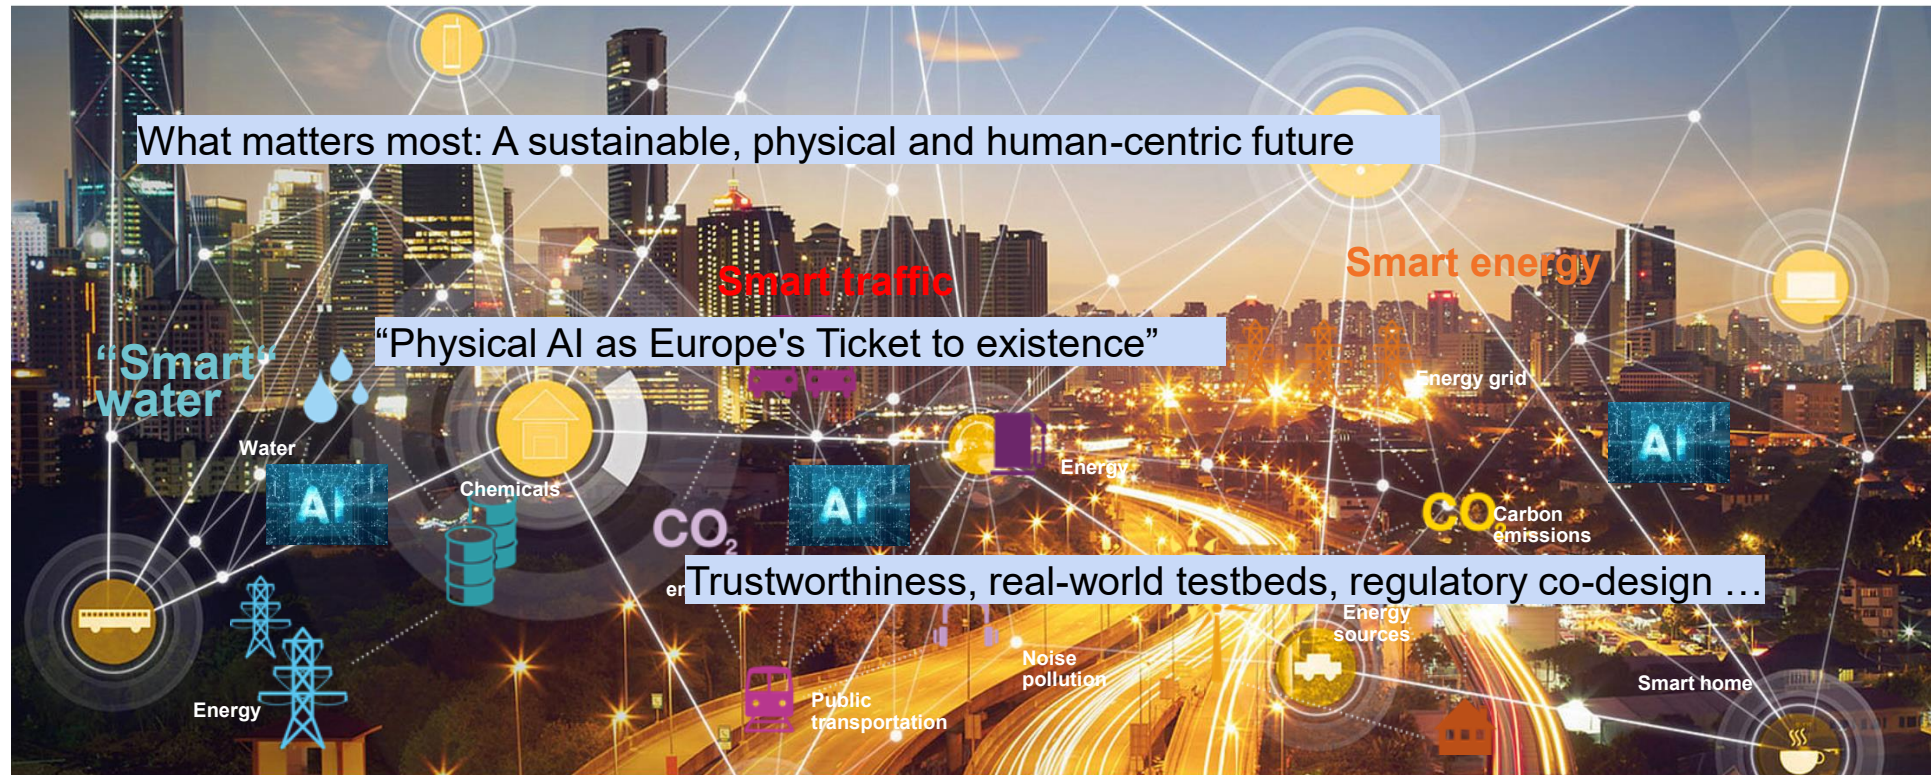 What matters most: A sustainable, physical and human-centric future
Smart traffic
Smart energy
“Physical AI as Europe's Ticket to existence”
“Smart“
water
Energy grid
Water
Energy
Chemicals
AI
AI
AI
CO2
CO2
Carbon
emissions
Trustworthiness, real-world testbeds, regulatory co-design …
Energy
sources
Noise
pollution
Smart home
Public
transportation
Energy